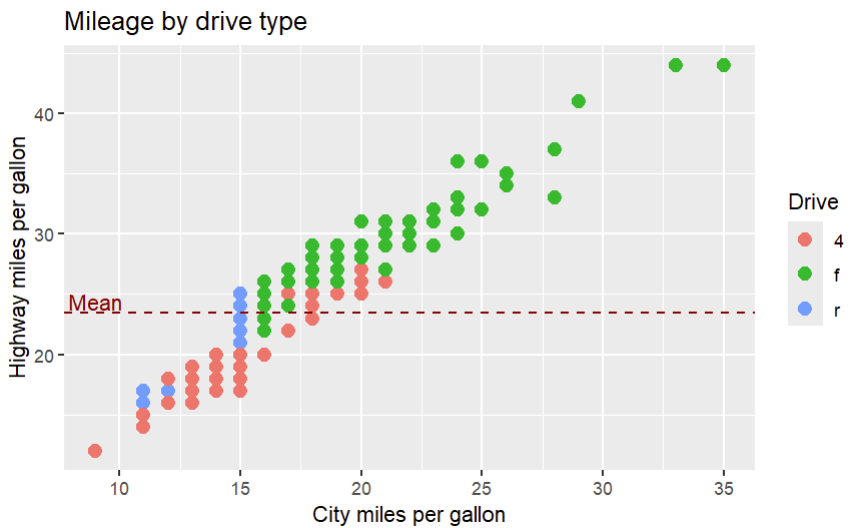 Mileage by drive type
Highway miles per gallon
40
30
20
Mean
10 15 20 25 30 35
City miles per gallon
Drive
4
f
r